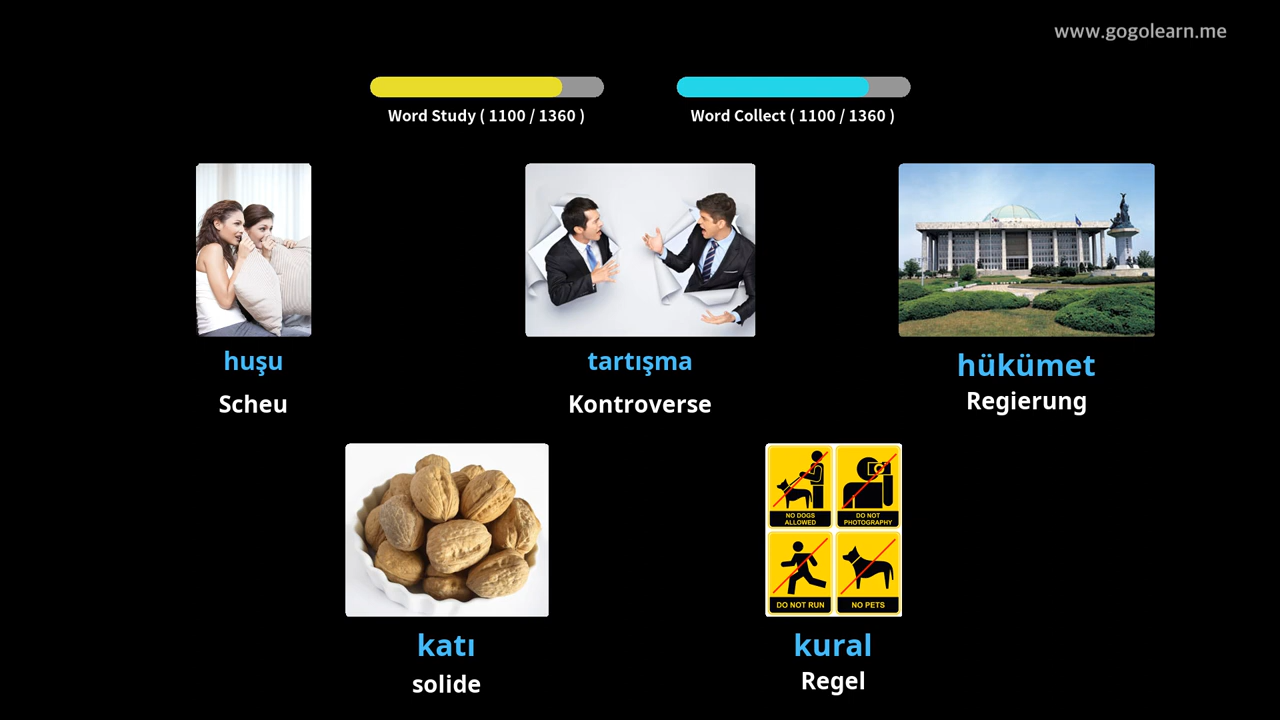 www.gogolearn.me
Word Study ( 1100 / 1360 )
Word Collect ( 1100 / 1360 )
huşu
Scheu
tartışma
Kontroverse
hükümet
Regierung
katı
solide
NO DOGS
ALLOWED
DO NOT
PHOTOGRAPHY
DO NOT RUN
NO PETS
kural
Regel